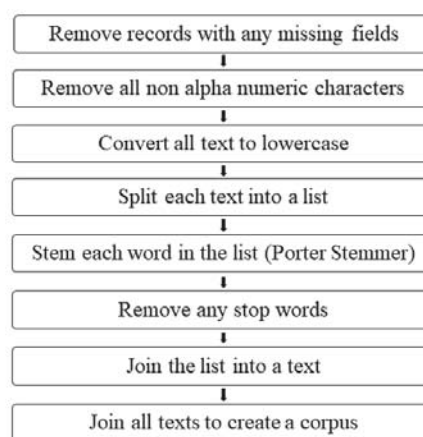 Remove records with any missing fields
Remove all non alpha numeric characters
Convert all text to lowercase
Split each text into a list
Stem each word in the list (Porter Stemmer)
Remove any stop words
Join the list into a text
Join all texts to create a corpus